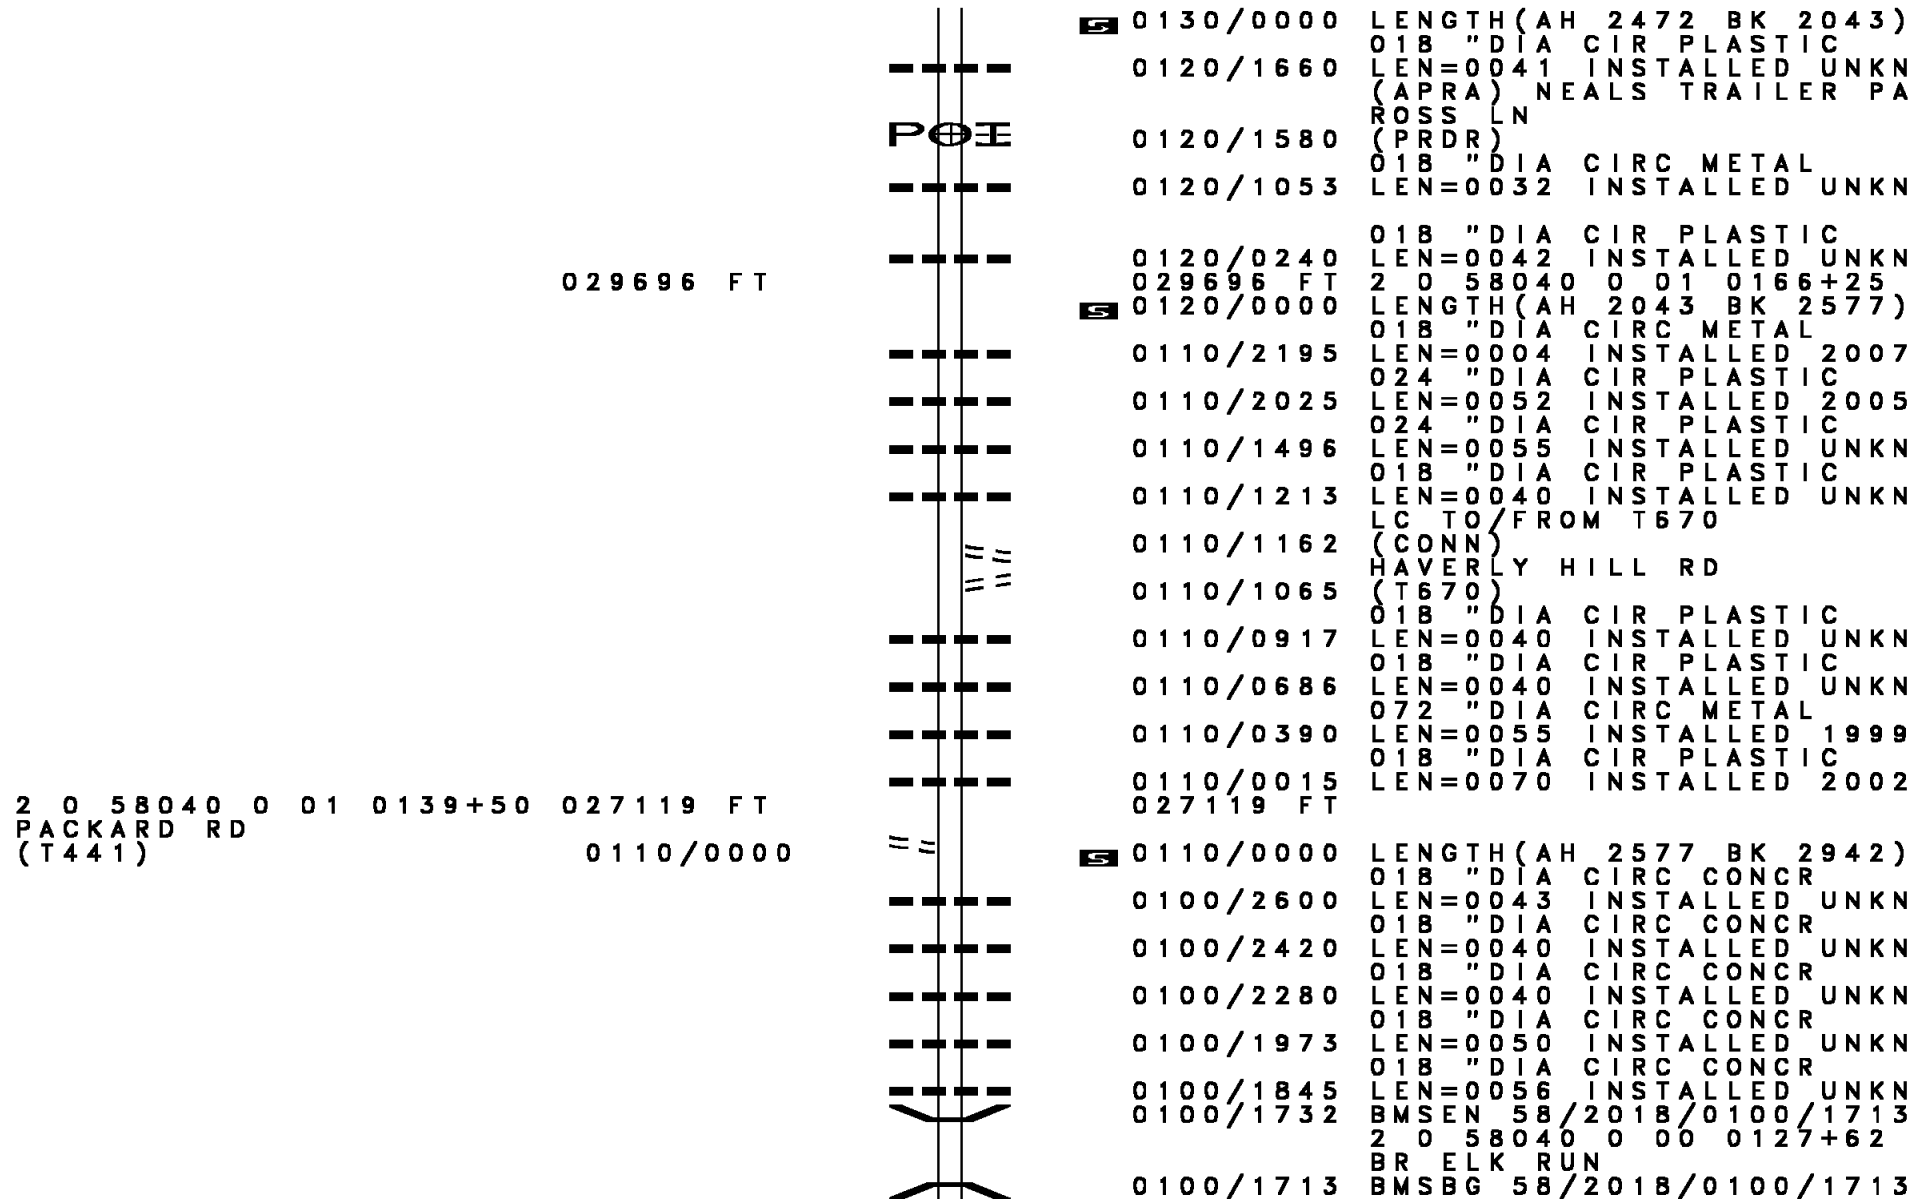 S 0130/0000 LENGTH(AH 2472 BK 2043)
018 "DIA CIR PLASTIC
0120/1660 LEN=0041 INSTALLED UNKN
(APRA) NEALS TRAILER PA
ROSS LN
POI 0120/1580 (PRDR)
018 "DIA CIRC METAL
0120/1053 LEN=0032 INSTALLED UNKN
018 "DIA CIR PLASTIC
0120/0240 LEN=0042 INSTALLED UNKN
029696 FT 029696 FT 2 0 58040 0 01 0166+25
S 0120/0000 LENGTH(AH 2043 BK 2577)
018 "DIA CIRC METAL
0110/2195 LEN=0004 INSTALLED 2007
024 "DIA CIR PLASTIC
0110/2025 LEN=0052 INSTALLED 2005
024 "DIA CIR PLASTIC
0110/1496 LEN=0055 INSTALLED UNKN
018 "DIA CIR PLASTIC
0110/1213 LEN=0040 INSTALLED UNKN
LC TO/FROM T670
0110/1162 (CONN)
HAVERLY HILL RD
0110/1065 (T670)
018 "DIA CIR PLASTIC
0110/0917 LEN=0040 INSTALLED UNKN
018 "DIA CIR PLASTIC
0110/0686 LEN=0040 INSTALLED UNKN
072 "DIA CIRC METAL
0110/0390 LEN=0055 INSTALLED 1999
018 "DIA CIR PLASTIC
0110/0015 LEN=0070 INSTALLED 2002
2 0 58040 0 01 0139+50 027119 FT 027119 FT
PACKARD RD
(T441) 0110/0000 S 0110/0000 LENGTH(AH 2577 BK 2942)
018 "DIA CIRC CONCR
0100/2600 LEN=0043 INSTALLED UNKN
018 "DIA CIRC CONCR
0100/2420 LEN=0040 INSTALLED UNKN
018 "DIA CIRC CONCR
0100/2280 LEN=0040 INSTALLED UNKN
018 "DIA CIRC CONCR
0100/1973 LEN=0050 INSTALLED UNKN
018 "DIA CIRC CONCR
0100/1845 LEN=0056 INSTALLED UNKN
0100/1732 BMSEN 58/2018/0100/1713
2 0 58040 0 00 0127+62
BR ELK RUN
0100/1713 BMSBG 58/2018/0100/1713